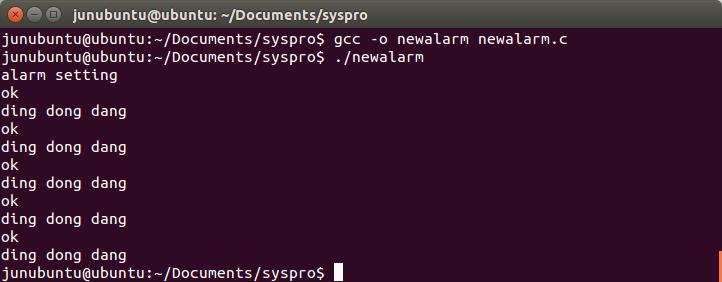 junubuntu@ubuntu: ~/Documents/syspro
junubuntu@ubuntu:~/Documents/syspro$ gcc -o newalarm newalarm.c
junubuntu@ubuntu:~/Documents/syspro$ ./newalarm
alarm setting
ok
ding dong dang
ok
ding dong dang
ok
ding dong dang
ok
ding dong dang
ok
ding dong dang
junubuntu@ubuntu:~/Documents/syspro$